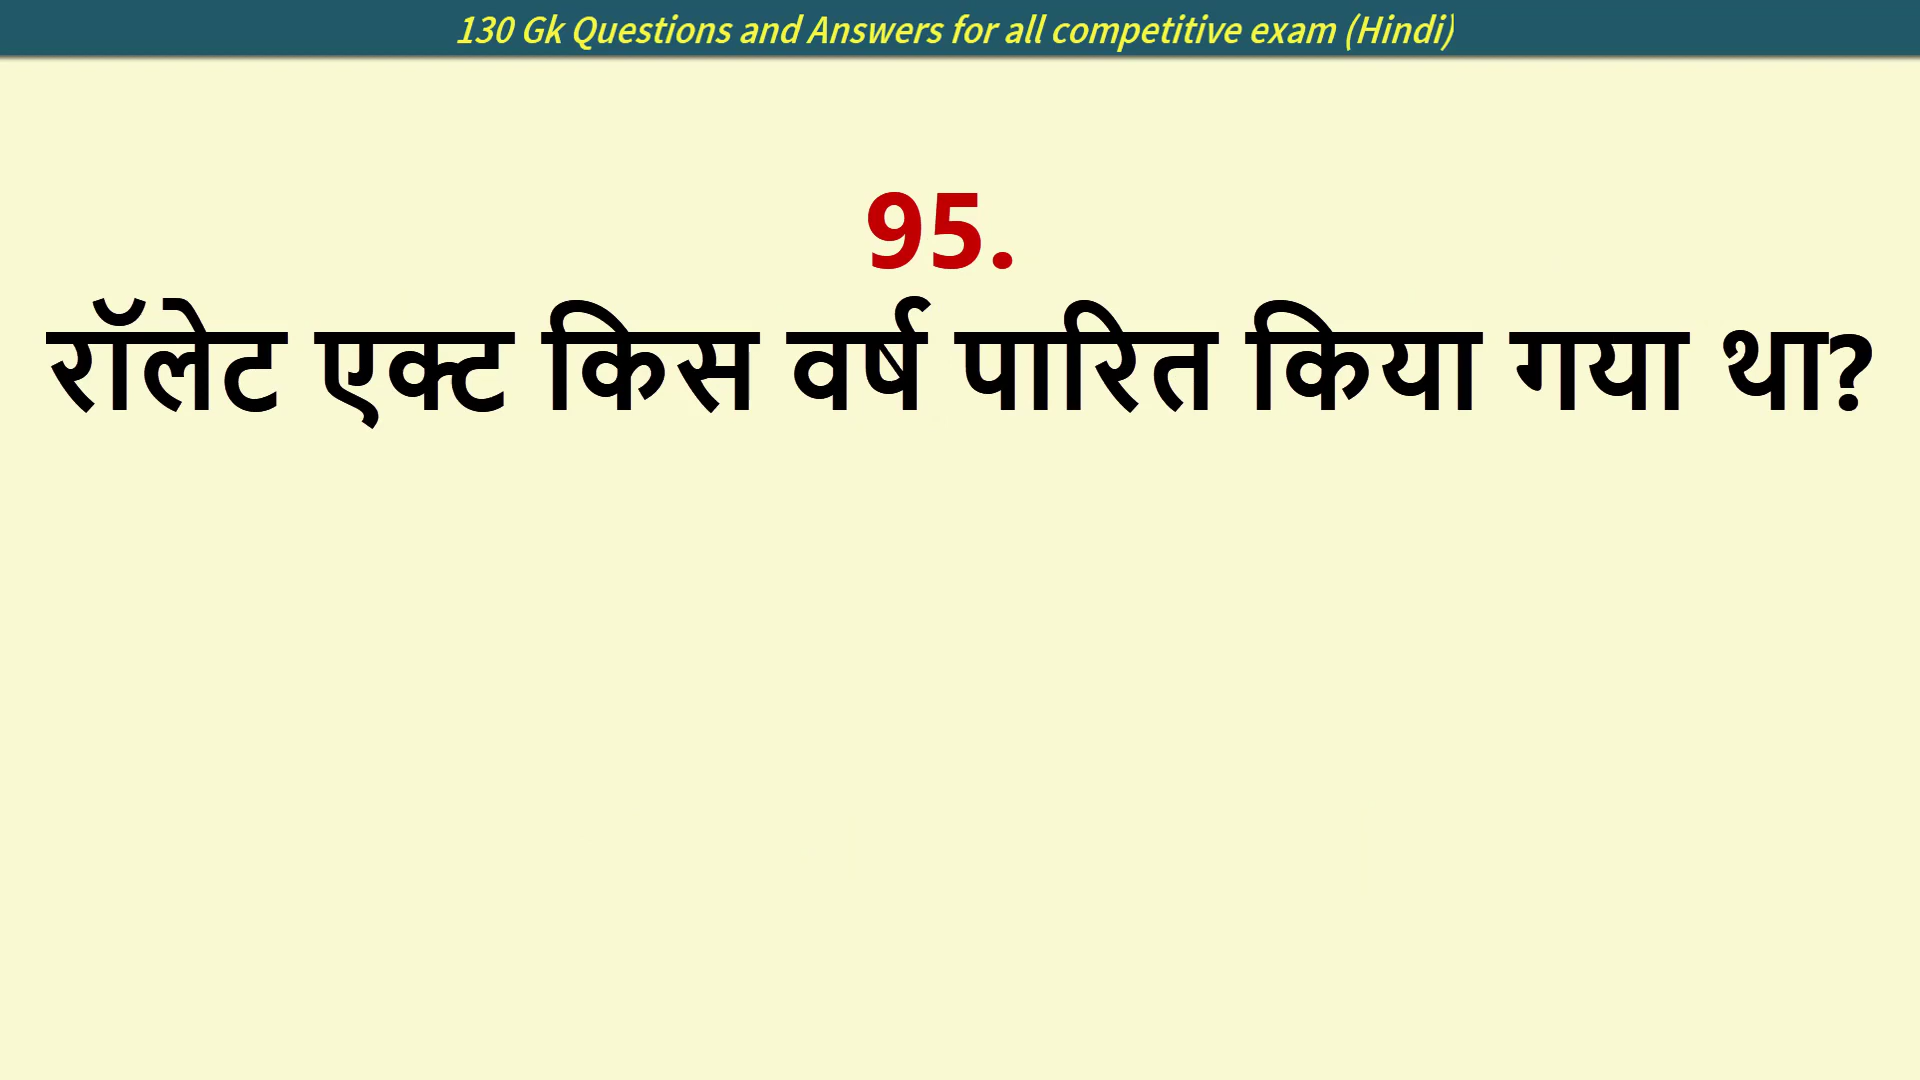 130 Gk Questions and Answers for all competitive exam (Hindi)
95.
रॉलेट एक्ट किस वर्ष पारित किया गया था?